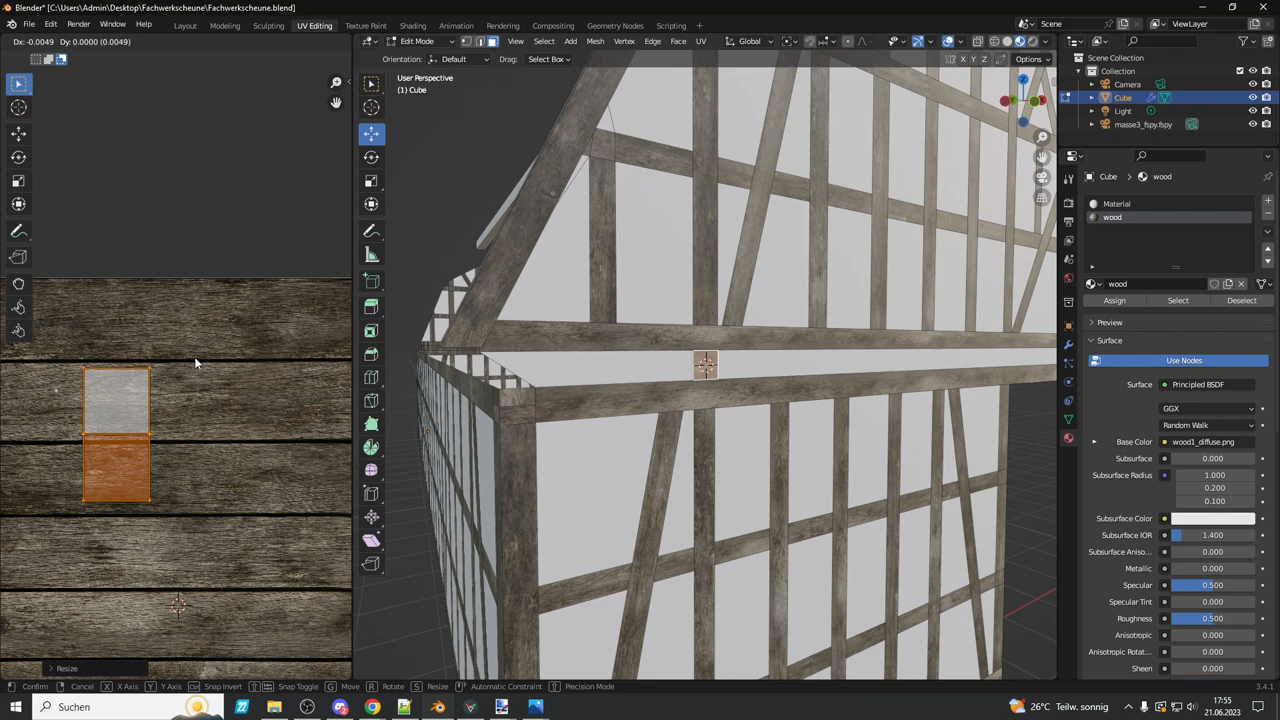 Blender* [C:\Users\Admin\Desktop\Fachwerkscheune\Fachwerkscheune.blend]
File Edit Render Window Help Layout Modeling Sculpting UV Editing Texture Paint Shading Animation Rendering Compositing Geometry Nodes Scripting Scene ViewLayer
Dx: -0.0049 Dy: 0.0000 (0.0049) Edit Mode View Select Add Mesh Vertex Edge Face UV Global
Orientation: Default Drag: Select Box X Y Z Options
User Perspective
(1) Cube
Collection
Camera
Cube
Light
masse3_fspy.fspy
Cube wood
Material
wood
wood
Assign Select Deselect
Preview
Surface
Use Nodes
Surface Principled BSDF
GGX
Random Walk
Base Color wood1_diffuse.png
Subsurface 0.000
Subsurface Radius 1.000
0.200
0.100
Subsurface Color
Subsurface IOR 1.400
Subsurface Aniso... 0.000
Metallic 0.000
Specular 0.500
Specular Tint 0.000
Roughness 0.500
Anisotropic 0.000
Anisotropic Rotat... 0.000
Sheen 0.000
Resize
Confirm Cancel X X Axis Y Y Axis Ctrl Snap Invert Snap Toggle G Move R Rotate S Resize Automatic Constraint Precision Mode 3.4.1
Suchen 26°C Teilw. sonnig 17:55
21.06.2023